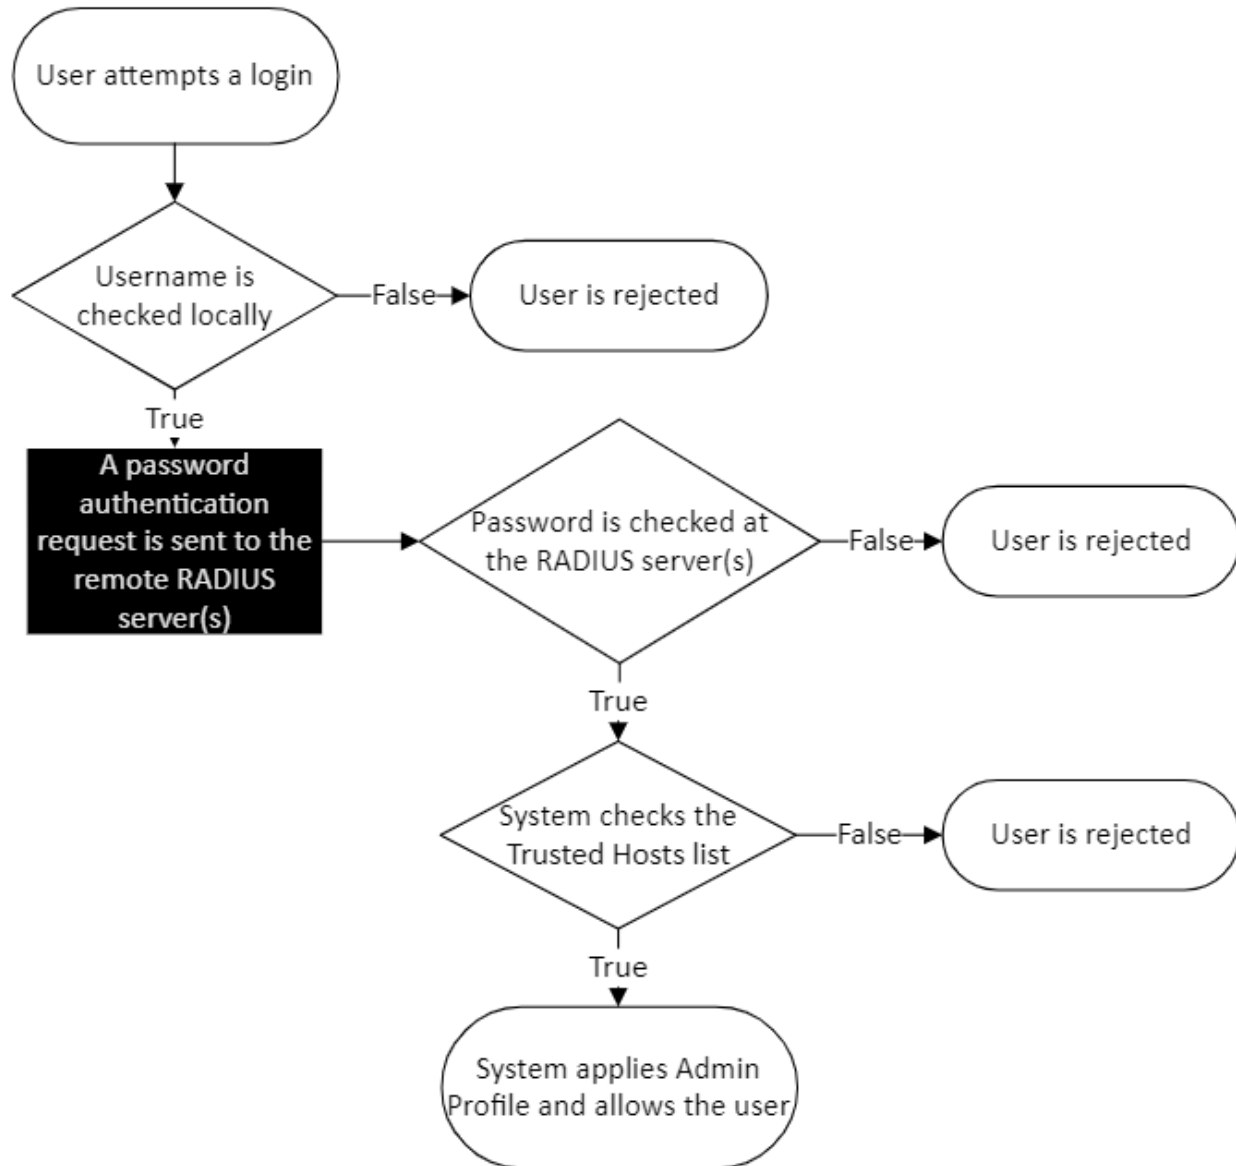 User attempts a login
Username is
checked locally
False
User is rejected
True
A password
authentication
request is sent to the
remote RADIUS
server(s)
Password is checked at
the RADIUS server(s)
False
User is rejected
True
System checks the
Trusted Hosts list
False
User is rejected
True
System applies Admin
Profile and allows the user